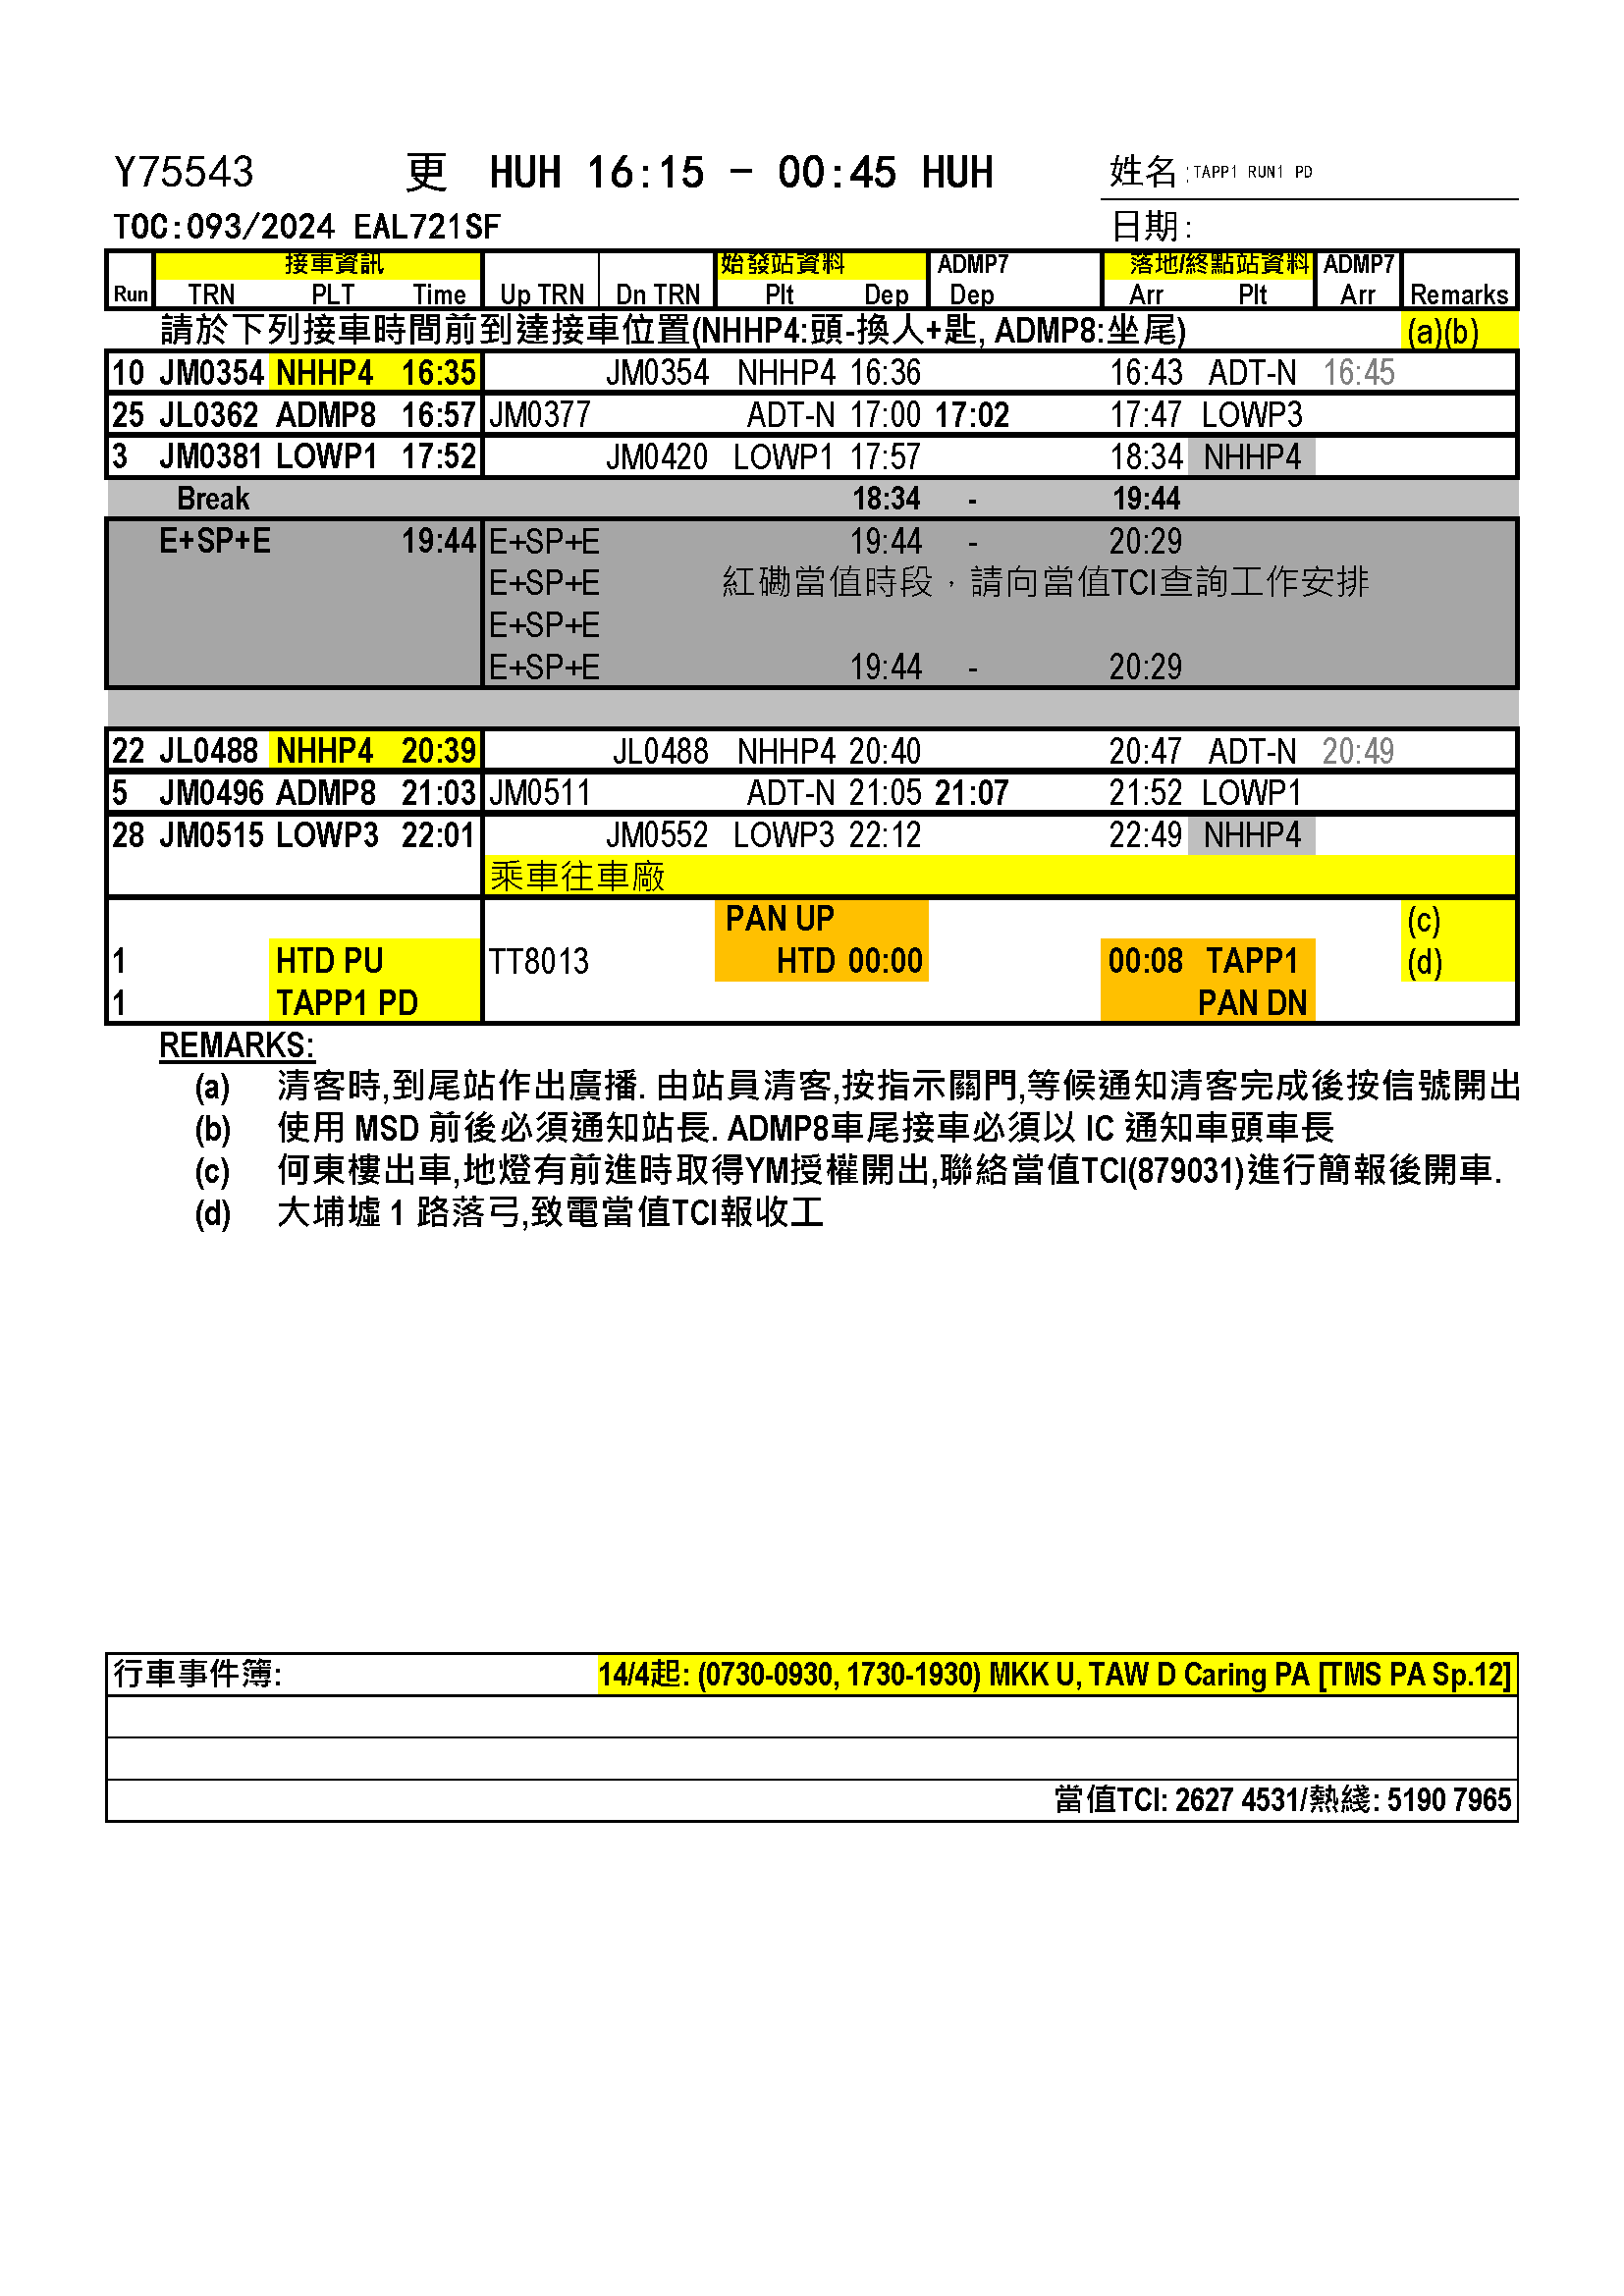 Y75543 更 HUH 16:15 - 00:45 HUH 姓名:TAPP1 RUN1 PD
TOC:093/2024 EAL721SF 日期:
接車資訊 始發站資料 ADMP7 落地/終點站資料 ADMP7
Run TRN PLT Time Up TRN Dn TRN Plt Dep Dep Arr Plt Arr Remarks
請於下列接車時間前到達接車位置(NHHP4:頭-換人+匙, ADMP8:坐尾) (a)(b)
10 JM0354 NHHP4 16:35 JM0354 NHHP4 16:36 16:43 ADT-N 16:45
25 JL0362 ADMP8 16:57 JM0377 ADT-N 17:00 17:02 17:47 LOWP3
3 JM0381 LOWP1 17:52 JM0420 LOWP1 17:57 18:34 NHHP4
Break 18:34 - 19:44
E+SP+E 19:44 E+SP+E 19:44 - 20:29
E+SP+E 紅磡當值時段，請向當值TCI查詢工作安排
E+SP+E
E+SP+E 19:44 - 20:29
22 JL0488 NHHP4 20:39 JL0488 NHHP4 20:40 20:47 ADT-N 20:49
5 JM0496 ADMP8 21:03 JM0511 ADT-N 21:05 21:07 21:52 LOWP1
28 JM0515 LOWP3 22:01 JM0552 LOWP3 22:12 22:49 NHHP4
乘車往車廠
PAN UP (c)
1 HTD PU TT8013 HTD 00:00 00:08 TAPP1 (d)
1 TAPP1 PD PAN DN
REMARKS:
(a) 清客時,到尾站作出廣播. 由站員清客,按指示關門,等候通知清客完成後按信號開出
(b) 使用 MSD 前後必須通知站長. ADMP8車尾接車必須以 IC 通知車頭車長
(c) 何東樓出車,地燈有前進時取得YM授權開出,聯絡當值TCI(879031)進行簡報後開車.
(d) 大埔墟 1 路落弓,致電當值TCI報收工
行車事件簿: 14/4起: (0730-0930, 1730-1930) MKK U, TAW D Caring PA [TMS PA Sp.12]
當值TCI: 2627 4531/熱綫: 5190 7965